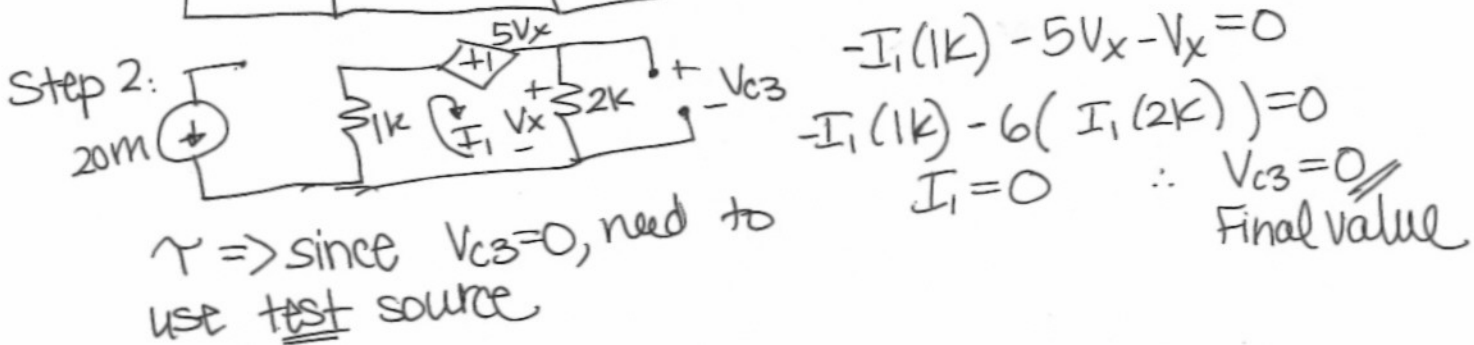 Step 2:
20m
1k
+1
5Vx
I₁
+
Vx
-
2K
+
- Vc3
-I₁(1K) - 5Vx - Vx = 0
-I₁(1K) - 6( I₁(2K) ) = 0
I₁ = 0 ∴ Vc3 = 0
Final value
τ => since Vc3=0, need to
use test source